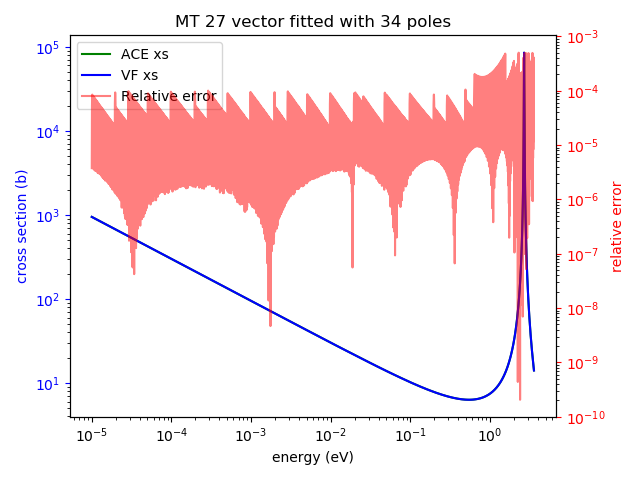 MT 27 vector fitted with 34 poles
ACE xs
VF xs
Relative error
cross section (b)
10^5
10^4
10^3
10^2
10^1
10^-3
10^-4
10^-5
10^-6
10^-7
10^-8
10^-9
10^-10
relative error
10^-5 10^-4 10^-3 10^-2 10^-1 10^0
energy (eV)